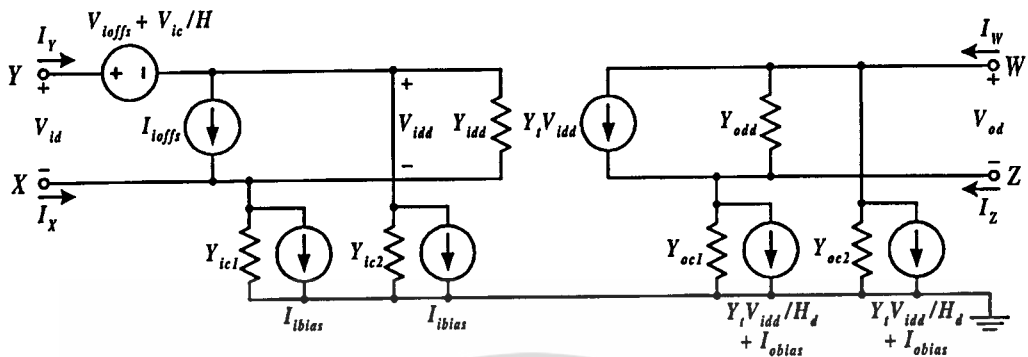 V_ioffs + V_ic/H
I_Y
I_W
Y
+
+ -
+
+
W
V_id
I_ioffs
V_idd
Y_idd
Y_t V_idd
Y_odd
V_od
-
X
-
-
Z
I_X
I_Z
Y_ic1
Y_ic2
Y_oc1
Y_oc2
I_ibias
I_ibias
Y_t V_idd/H_d
+ I_obias
Y_t V_idd/H_d
+ I_obias